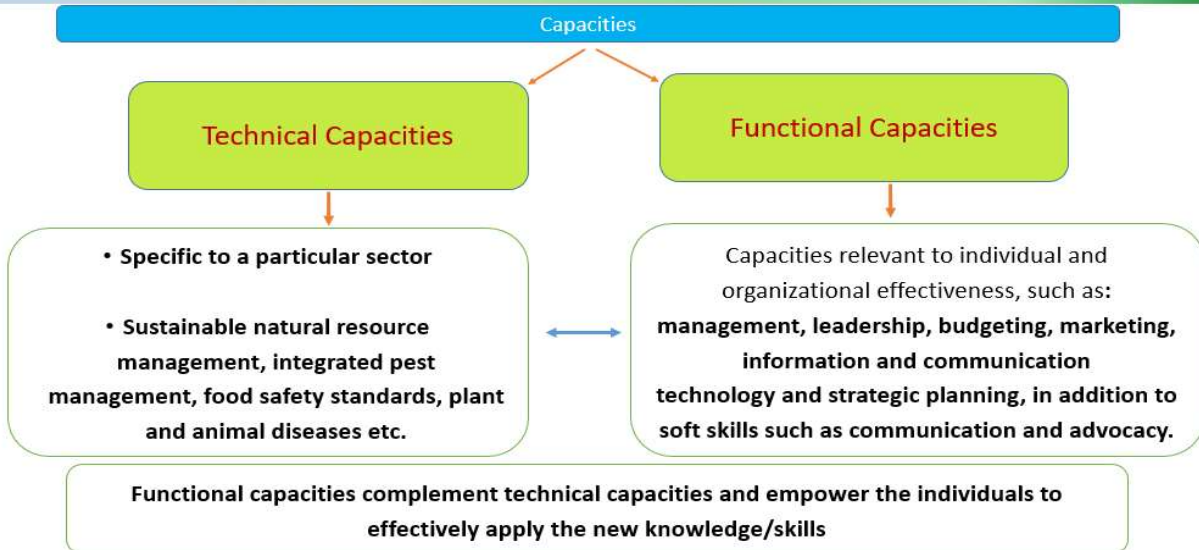 Capacities
Technical Capacities
Functional Capacities
• Specific to a particular sector
• Sustainable natural resource
management, integrated pest
management, food safety standards, plant
and animal diseases etc.
Capacities relevant to individual and
organizational effectiveness, such as:
management, leadership, budgeting, marketing,
information and communication
technology and strategic planning, in addition to
soft skills such as communication and advocacy.
Functional capacities complement technical capacities and empower the individuals to
effectively apply the new knowledge/skills